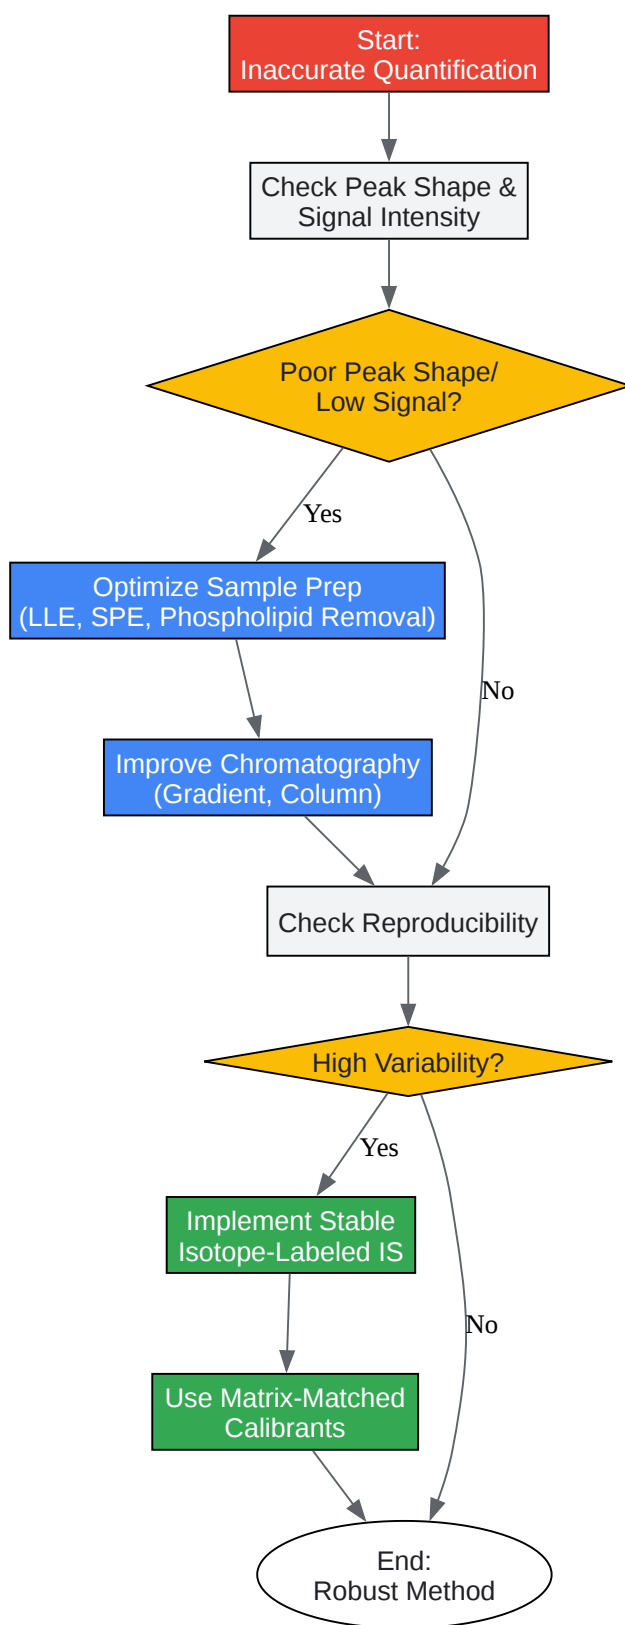 Start:
Inaccurate Quantification
Check Peak Shape &
Signal Intensity
Poor Peak Shape/
Low Signal?
Yes
Optimize Sample Prep
(LLE, SPE, Phospholipid Removal)
No
Improve Chromatography
(Gradient, Column)
Check Reproducibility
High Variability?
Yes
Implement Stable
Isotope-Labeled IS
No
Use Matrix-Matched
Calibrants
End:
Robust Method